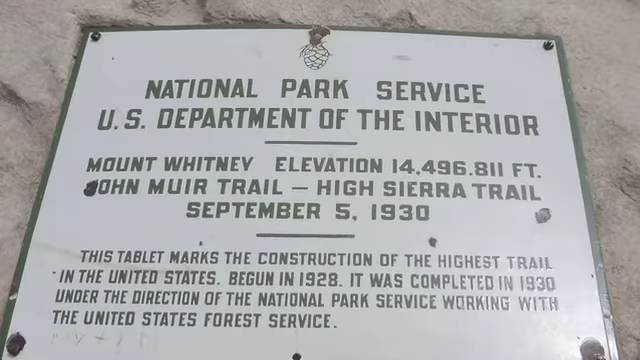 NATIONAL PARK SERVICE
U.S. DEPARTMENT OF THE INTERIOR
MOUNT WHITNEY ELEVATION 14,496.811 FT.
JOHN MUIR TRAIL — HIGH SIERRA TRAIL
SEPTEMBER 5, 1930
THIS TABLET MARKS THE CONSTRUCTION OF THE HIGHEST TRAIL
IN THE UNITED STATES. BEGUN IN 1928. IT WAS COMPLETED IN 1930
UNDER THE DIRECTION OF THE NATIONAL PARK SERVICE WORKING WITH
THE UNITED STATES FOREST SERVICE.